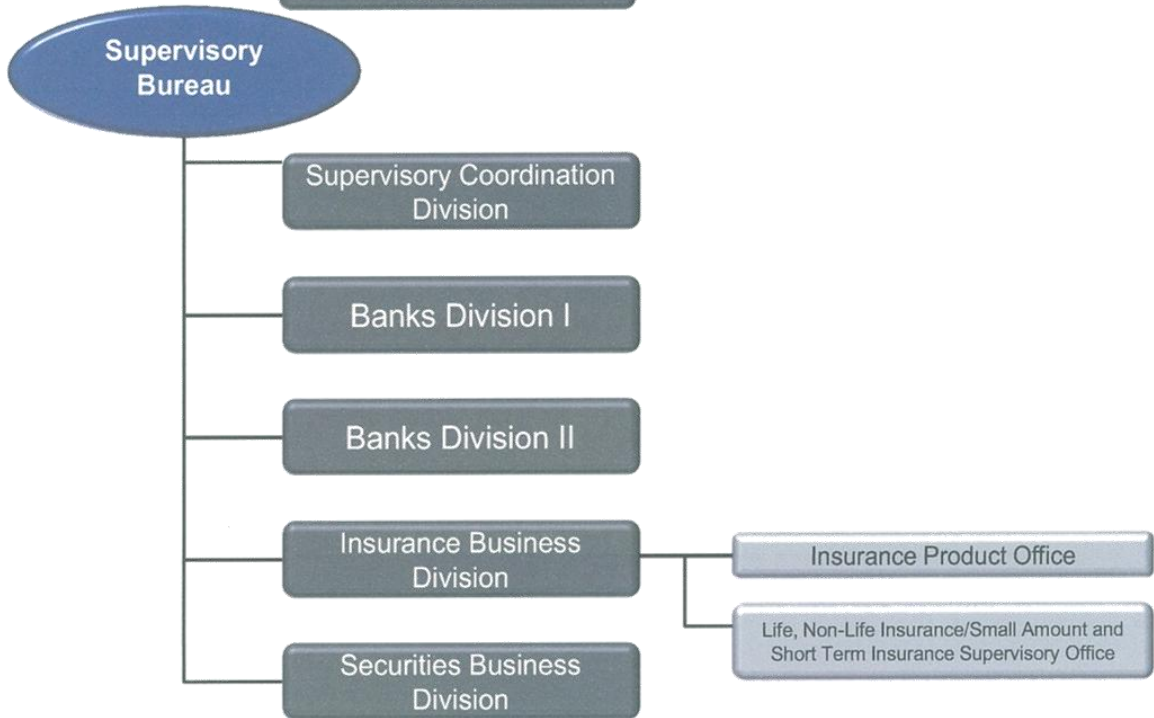 Supervisory
Bureau
Supervisory Coordination
Division
Banks Division I
Banks Division II
Insurance Business
Division
Insurance Product Office
Life, Non-Life Insurance/Small Amount and
Short Term Insurance Supervisory Office
Securities Business
Division